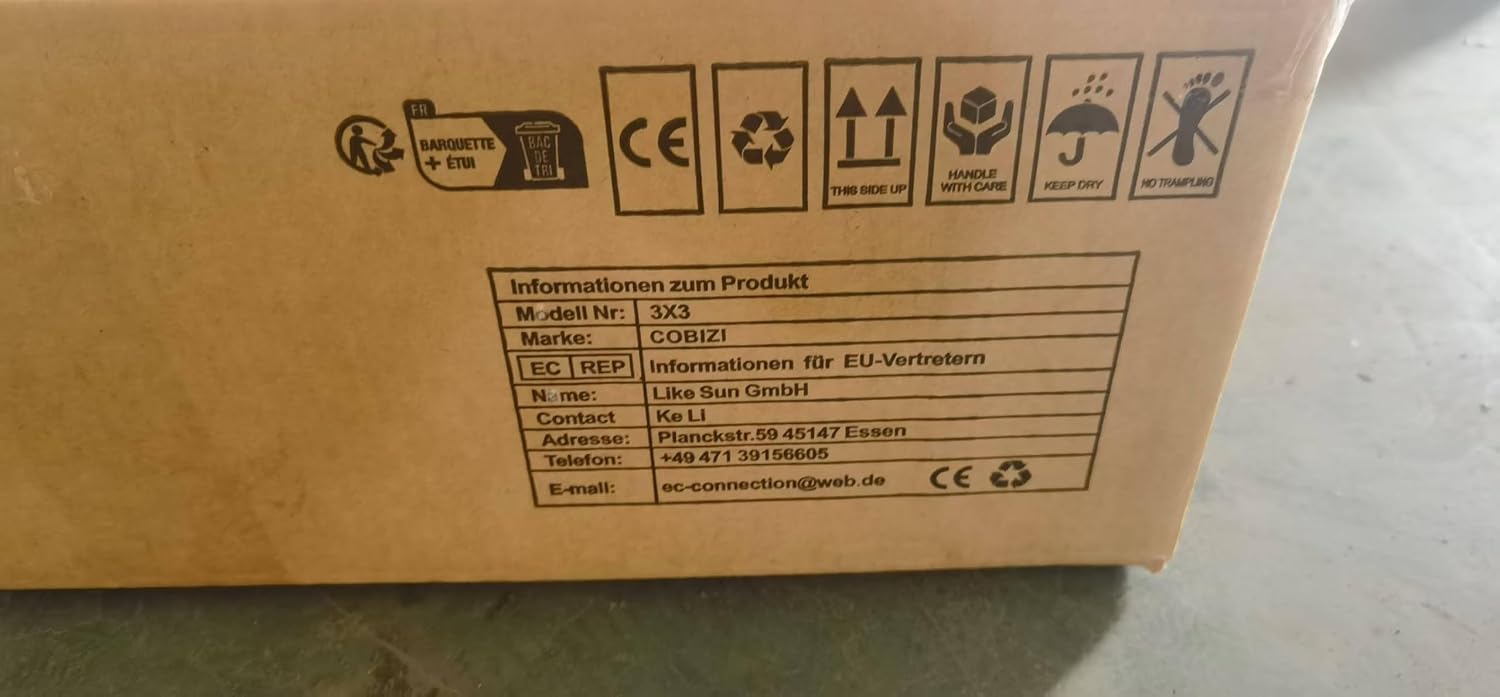 FR
BARQUETTE
+ ÉTUI
BAC
DE
TRI
CE
THIS SIDE UP
HANDLE
WITH CARE
KEEP DRY
NO TRAMPLING
Informationen zum Produkt
Modell Nr: 3X3
Marke: COBIZI
EC REP Informationen für EU-Vertretern
Name: Like Sun GmbH
Contact Ke Li
Adresse: Planckstr.59 45147 Essen
Telefon: +49 471 39156605
E-mail: ec-connection@web.de CE